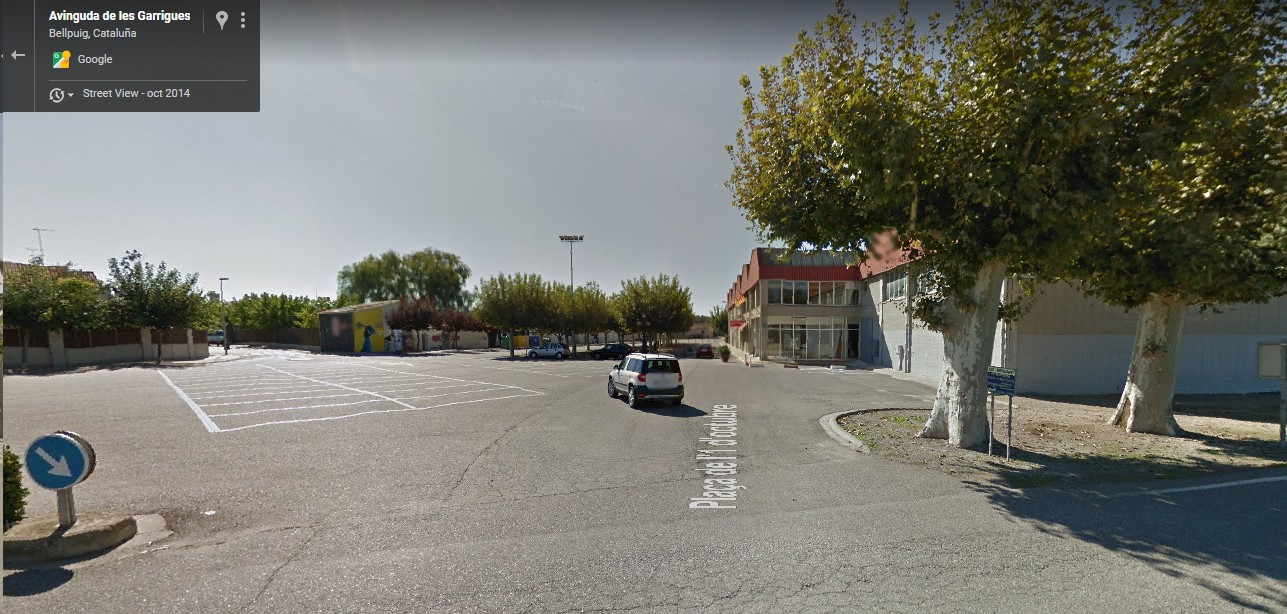 Avinguda de les Garrigues
Bellpuig, Cataluña
Google
Street View - oct 2014
Plaça de l'1 d'octubre